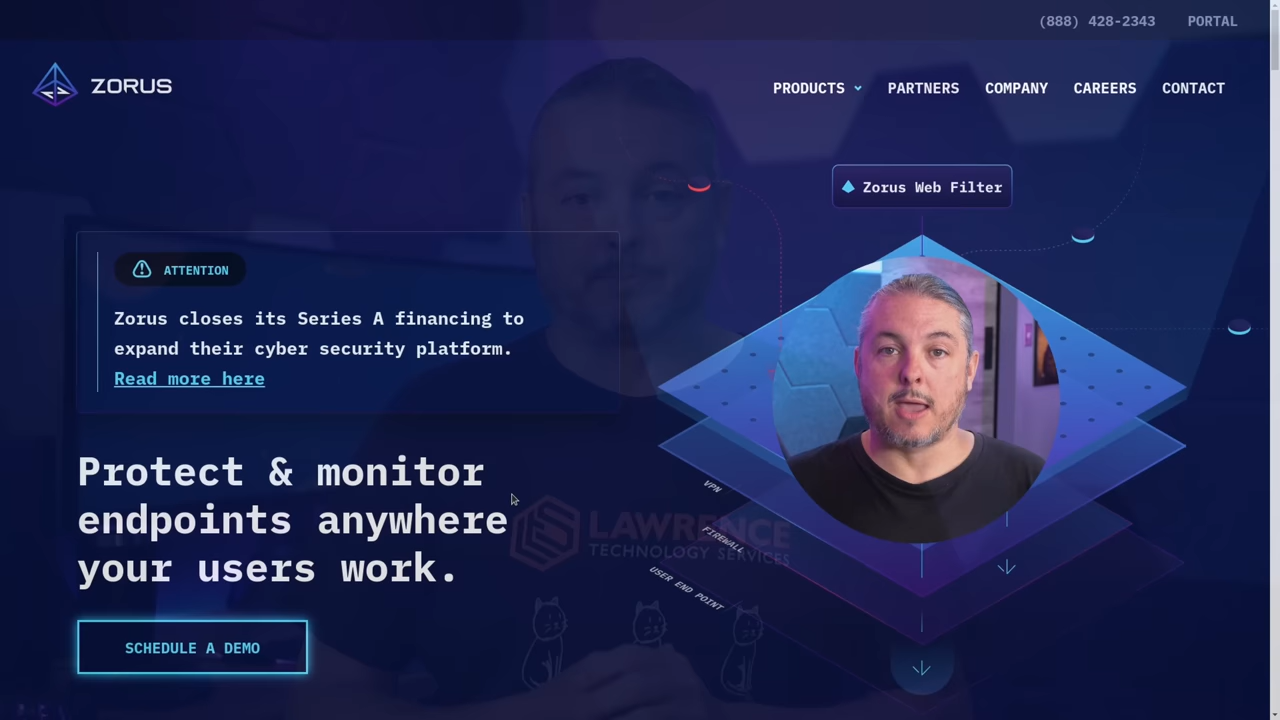 (888) 428-2343 PORTAL
ZORUS
PRODUCTS PARTNERS COMPANY CAREERS CONTACT
Zorus Web Filter
ATTENTION
Zorus closes its Series A financing to
expand their cyber security platform.
Read more here
Protect & monitor
endpoints anywhere
your users work.
SCHEDULE A DEMO
VPN
FIREWALL
USER END POINT
LAWRENCE
TECHNOLOGY SERVICES